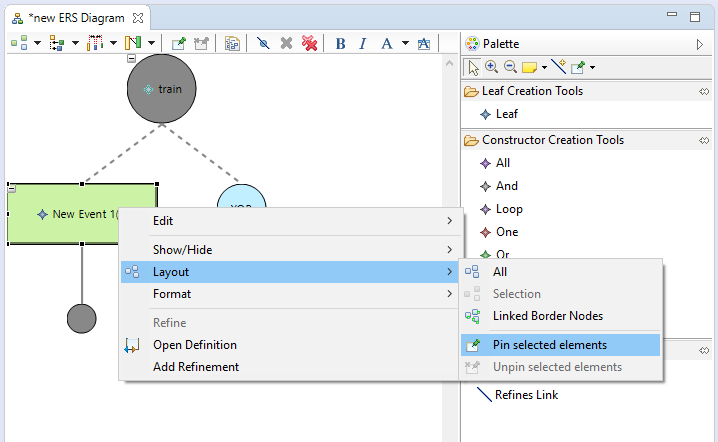 *new ERS Diagram
B I A A
Palette
train
Leaf Creation Tools
Leaf
Constructor Creation Tools
All
And
Loop
One
Or
New Event 1(
XOR
Edit
Show/Hide
Layout
Format
Refine
Open Definition
Add Refinement
All
Selection
Linked Border Nodes
Pin selected elements
Unpin selected elements
Refines Link